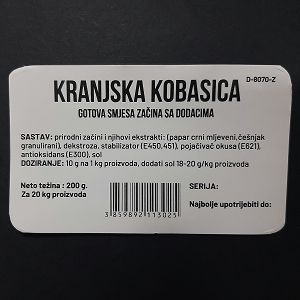 D-8070-Z
KRANJSKA KOBASICA
GOTOVA SMJESA ZAČINA SA DODACIMA
SASTAV: prirodni začini i njihovi ekstrakti: (papar crni mljeveni,češnjak
granulirani), dekstroza, stabilizator (E450,451), pojačivač okusa (E621),
antioksidans (E300), sol
DOZIRANJE: 10 g na 1 kg proizvoda, dodati sol 18-20 g/kg proizvoda
Neto težina : 200 g.
Za 20 kg proizvoda
SERIJA:
Najbolje upotrijebiti do:
3859892113025